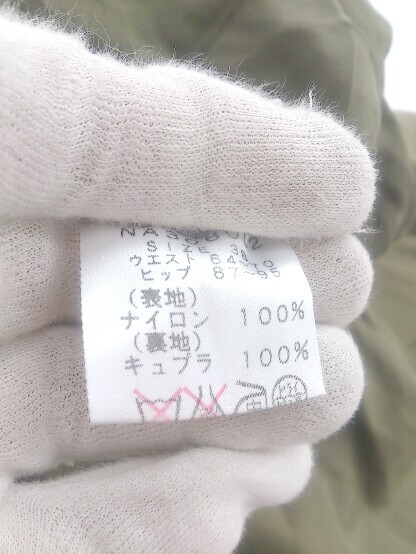 SIZE 38
ウエスト 64~70
ヒップ 87~95
(表地)
ナイロン 100%
(裏地)
キュプラ 100%